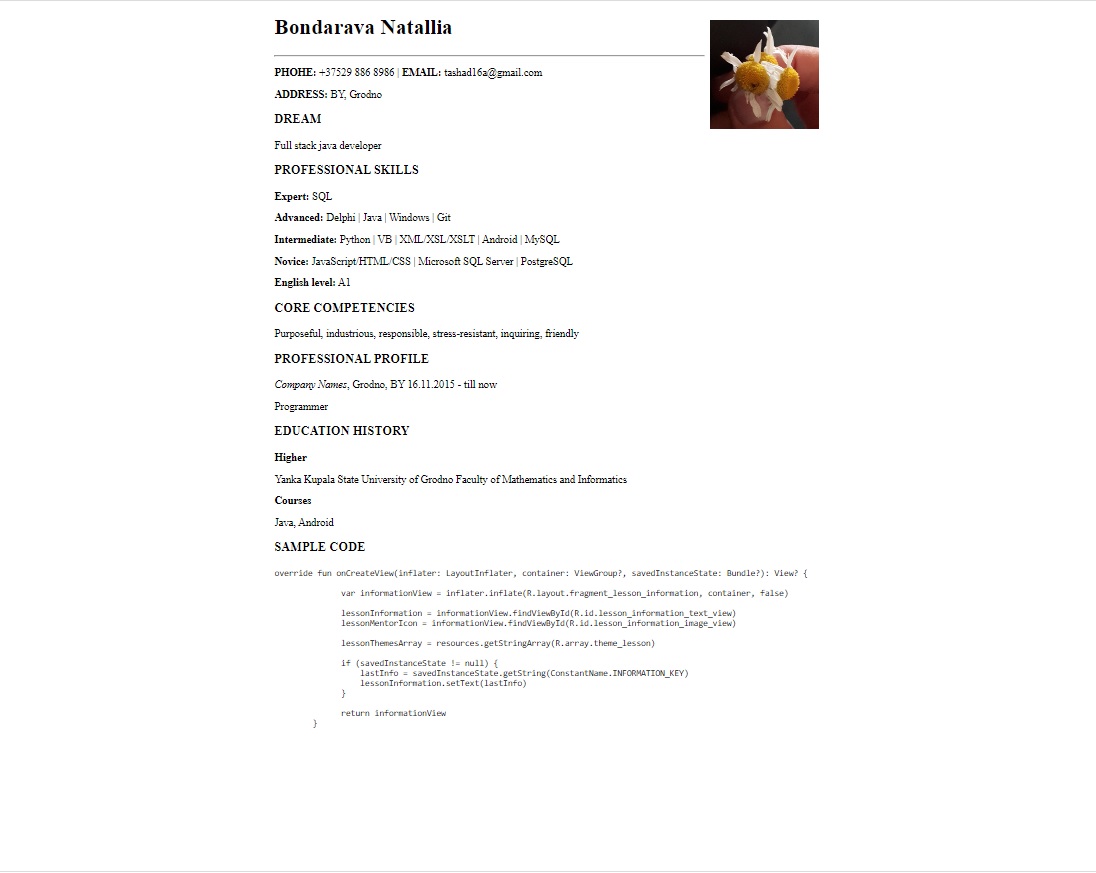 Bondarava Natallia
PHOHE: +37529 886 8986 | EMAIL: tashad16a@gmail.com
ADDRESS: BY, Grodno
DREAM
Full stack java developer
PROFESSIONAL SKILLS
Expert: SQL
Advanced: Delphi | Java | Windows | Git
Intermediate: Python | VB | XML/XSL/XSLT | Android | MySQL
Novice: JavaScript/HTML/CSS | Microsoft SQL Server | PostgreSQL
English level: A1
CORE COMPETENCIES
Purposeful, industrious, responsible, stress-resistant, inquiring, friendly
PROFESSIONAL PROFILE
Company Names, Grodno, BY 16.11.2015 - till now
Programmer
EDUCATION HISTORY
Higher
Yanka Kupala State University of Grodno Faculty of Mathematics and Informatics
Courses
Java, Android
SAMPLE CODE
override fun onCreateView(inflater: LayoutInflater, container: ViewGroup?, savedInstanceState: Bundle?): View? {
var informationView = inflater.inflate(R.layout.fragment_lesson_information, container, false)
lessonInformation = informationView.findViewById(R.id.lesson_information_text_view)
lessonMentorIcon = informationView.findViewById(R.id.lesson_information_image_view)
lessonThemesArray = resources.getStringArray(R.array.theme_lesson)
if (savedInstanceState != null) {
lastInfo = savedInstanceState.getString(ConstantName.INFORMATION_KEY)
lessonInformation.setText(lastInfo)
}
return informationView
}